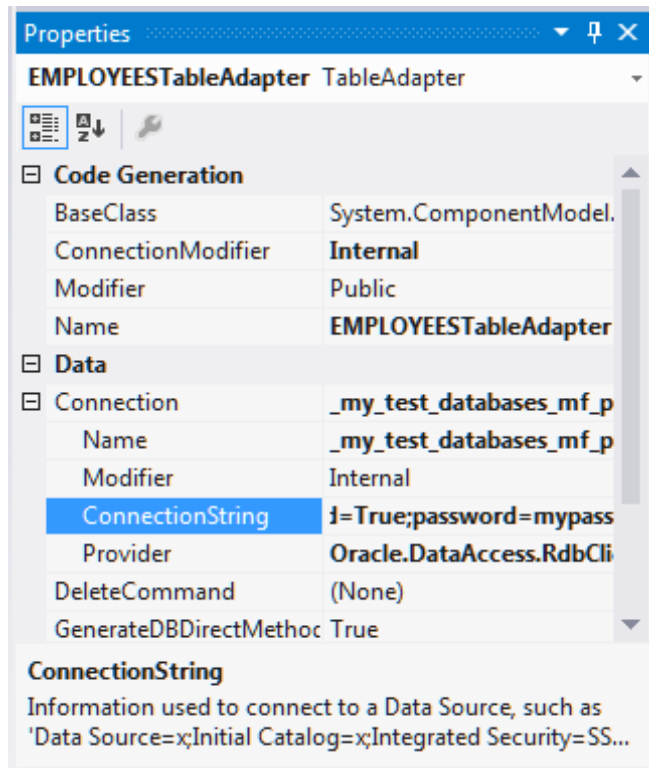 Properties
EMPLOYEESTableAdapter TableAdapter
Code Generation
BaseClass System.ComponentModel.
ConnectionModifier Internal
Modifier Public
Name EMPLOYEESTableAdapter
Data
Connection _my_test_databases_mf_p
Name _my_test_databases_mf_p
Modifier Internal
ConnectionString d=True;password=mypass
Provider Oracle.DataAccess.RdbCli
DeleteCommand (None)
GenerateDBDirectMethod True
ConnectionString
Information used to connect to a Data Source, such as
'Data Source=x;Initial Catalog=x;Integrated Security=SS...